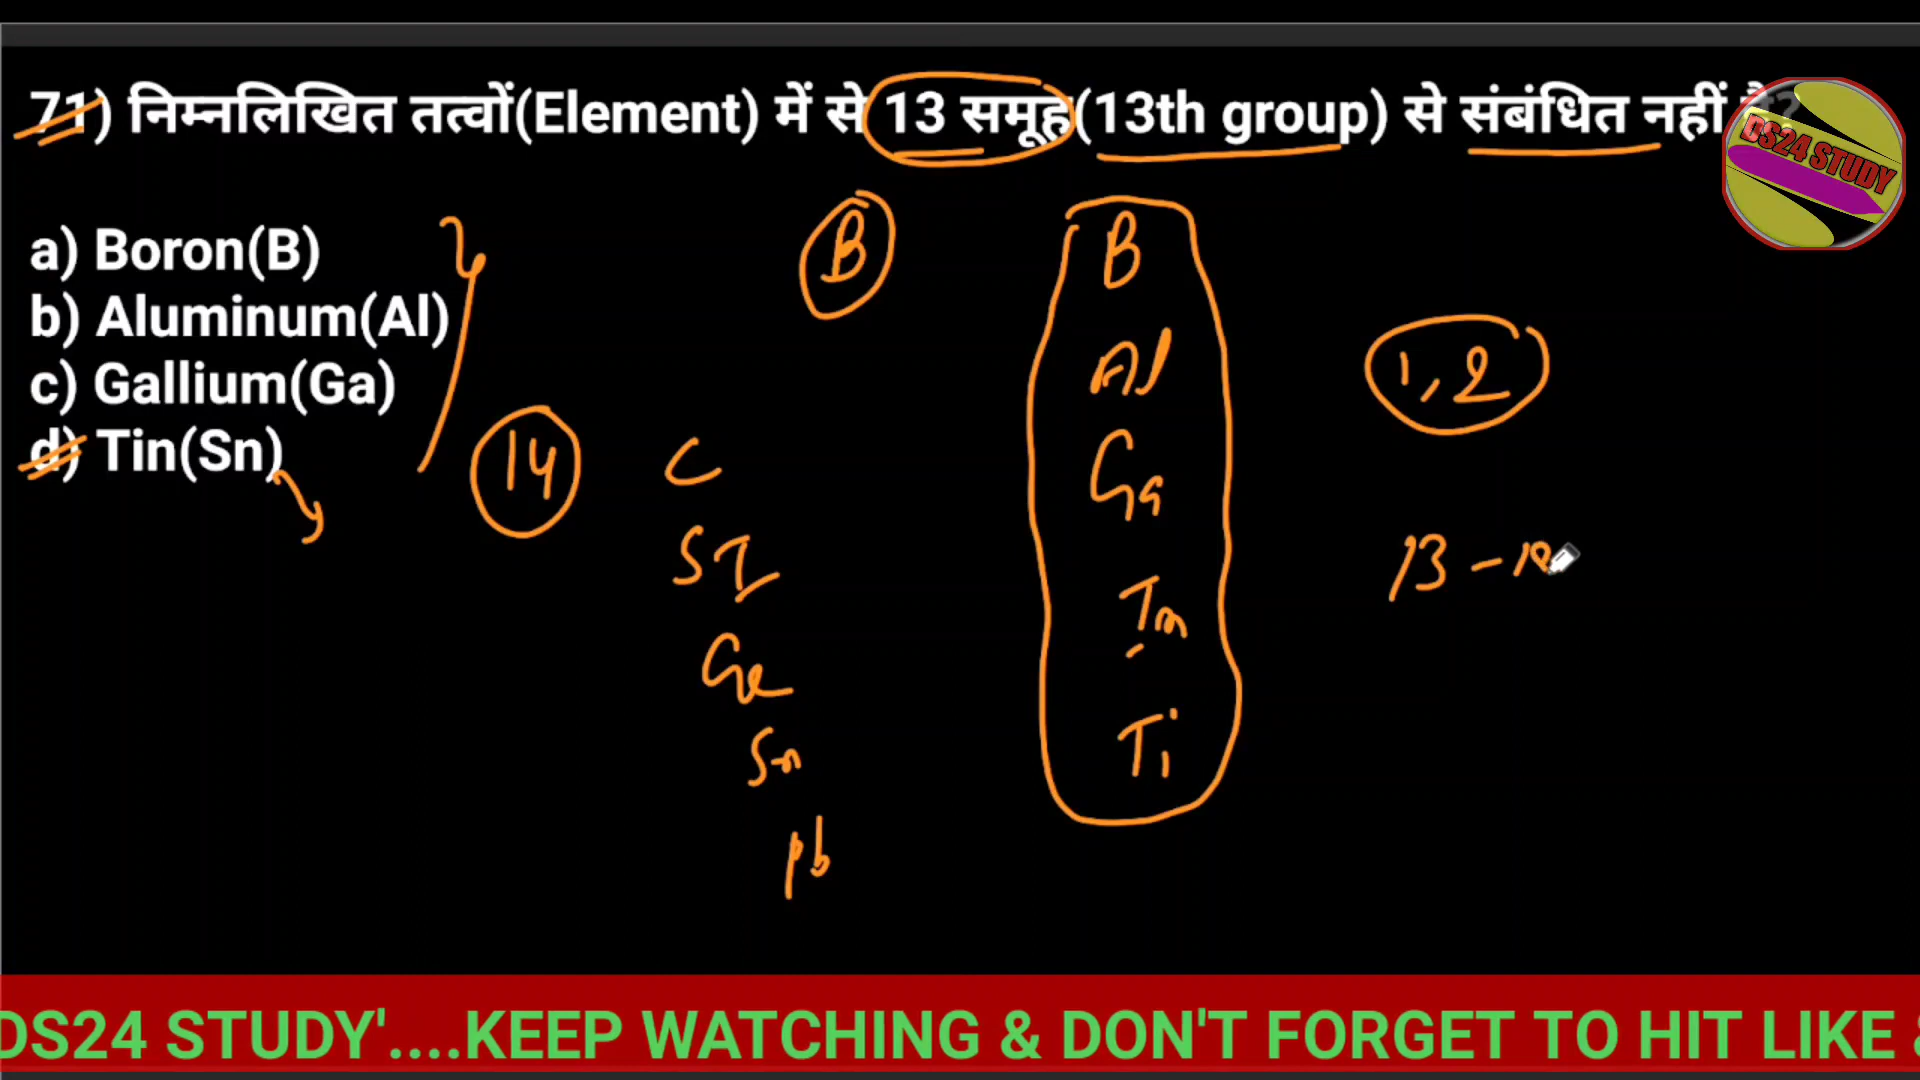 71) निम्नलिखित तत्वों(Element) में से 13 समूह(13th group) से संबंधित नहीं
DS24 STUDY
a) Boron(B)
b) Aluminum(Al)
c) Gallium(Ga)
d) Tin(Sn)
B
B
Al
Ga
In
Ti
1,2
13 - 18
14
C
SI
Ge
Sn
pb
DS24 STUDY'....KEEP WATCHING & DON'T FORGET TO HIT LIKE &